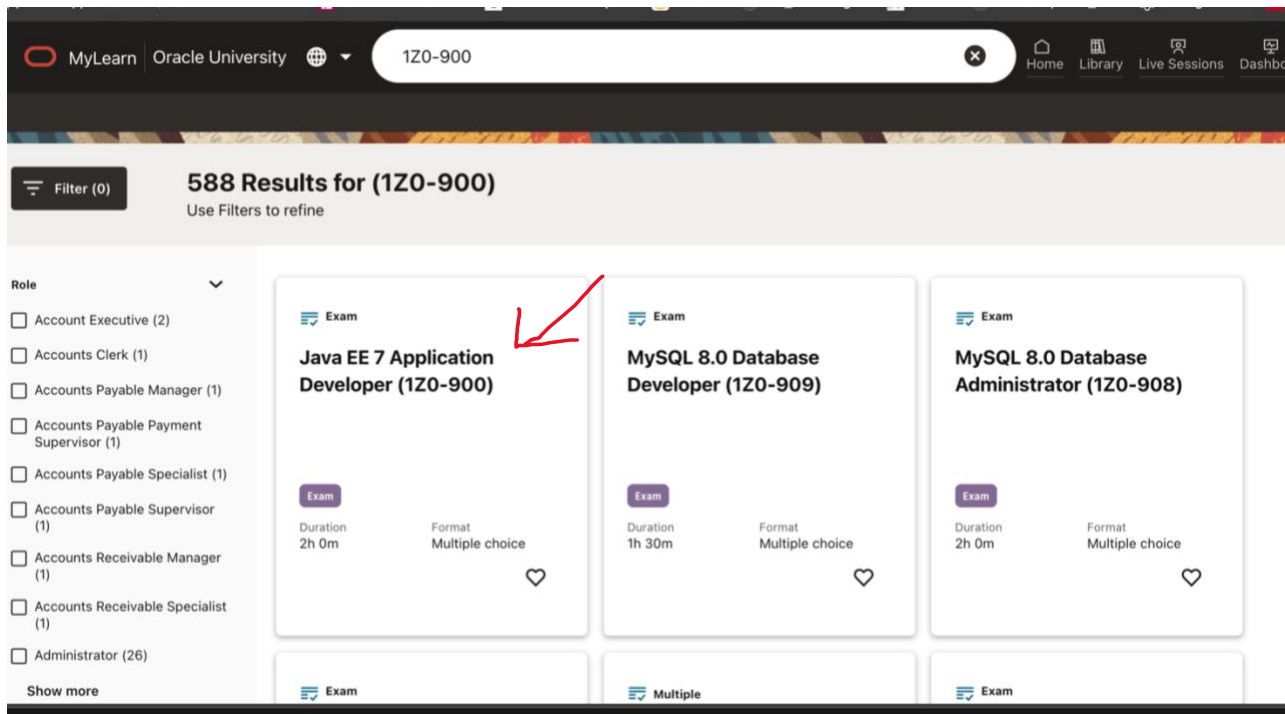 MyLearn Oracle University 1Z0-900 Home Library Live Sessions Dashbo
Filter (0)
588 Results for (1Z0-900)
Use Filters to refine
Role
Account Executive (2)
Accounts Clerk (1)
Accounts Payable Manager (1)
Accounts Payable Payment
Supervisor (1)
Accounts Payable Specialist (1)
Accounts Payable Supervisor
(1)
Accounts Receivable Manager
(1)
Accounts Receivable Specialist
(1)
Administrator (26)
Show more
Exam
Java EE 7 Application
Developer (1Z0-900)
Exam
Duration Format
2h 0m Multiple choice
Exam
MySQL 8.0 Database
Developer (1Z0-909)
Exam
Duration Format
1h 30m Multiple choice
Exam
MySQL 8.0 Database
Administrator (1Z0-908)
Exam
Duration Format
2h 0m Multiple choice
Exam
Multiple
Exam